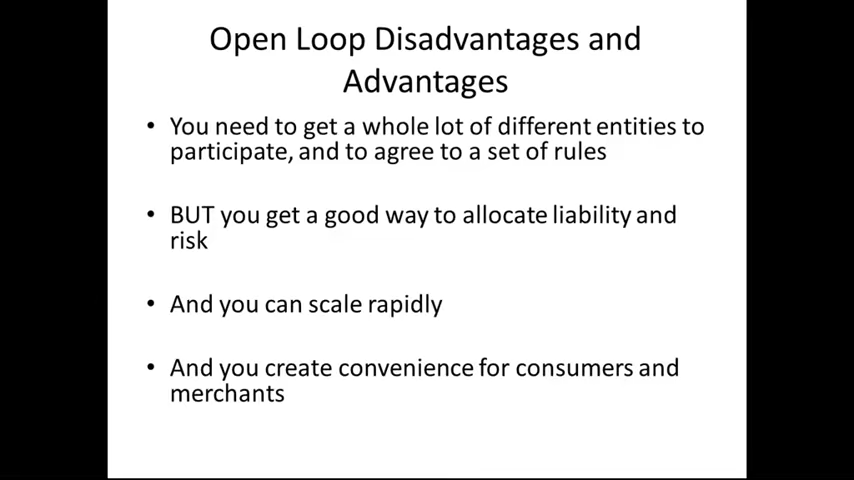 Open Loop Disadvantages and
Advantages
• You need to get a whole lot of different entities to
participate, and to agree to a set of rules
• BUT you get a good way to allocate liability and
risk
• And you can scale rapidly
• And you create convenience for consumers and
merchants